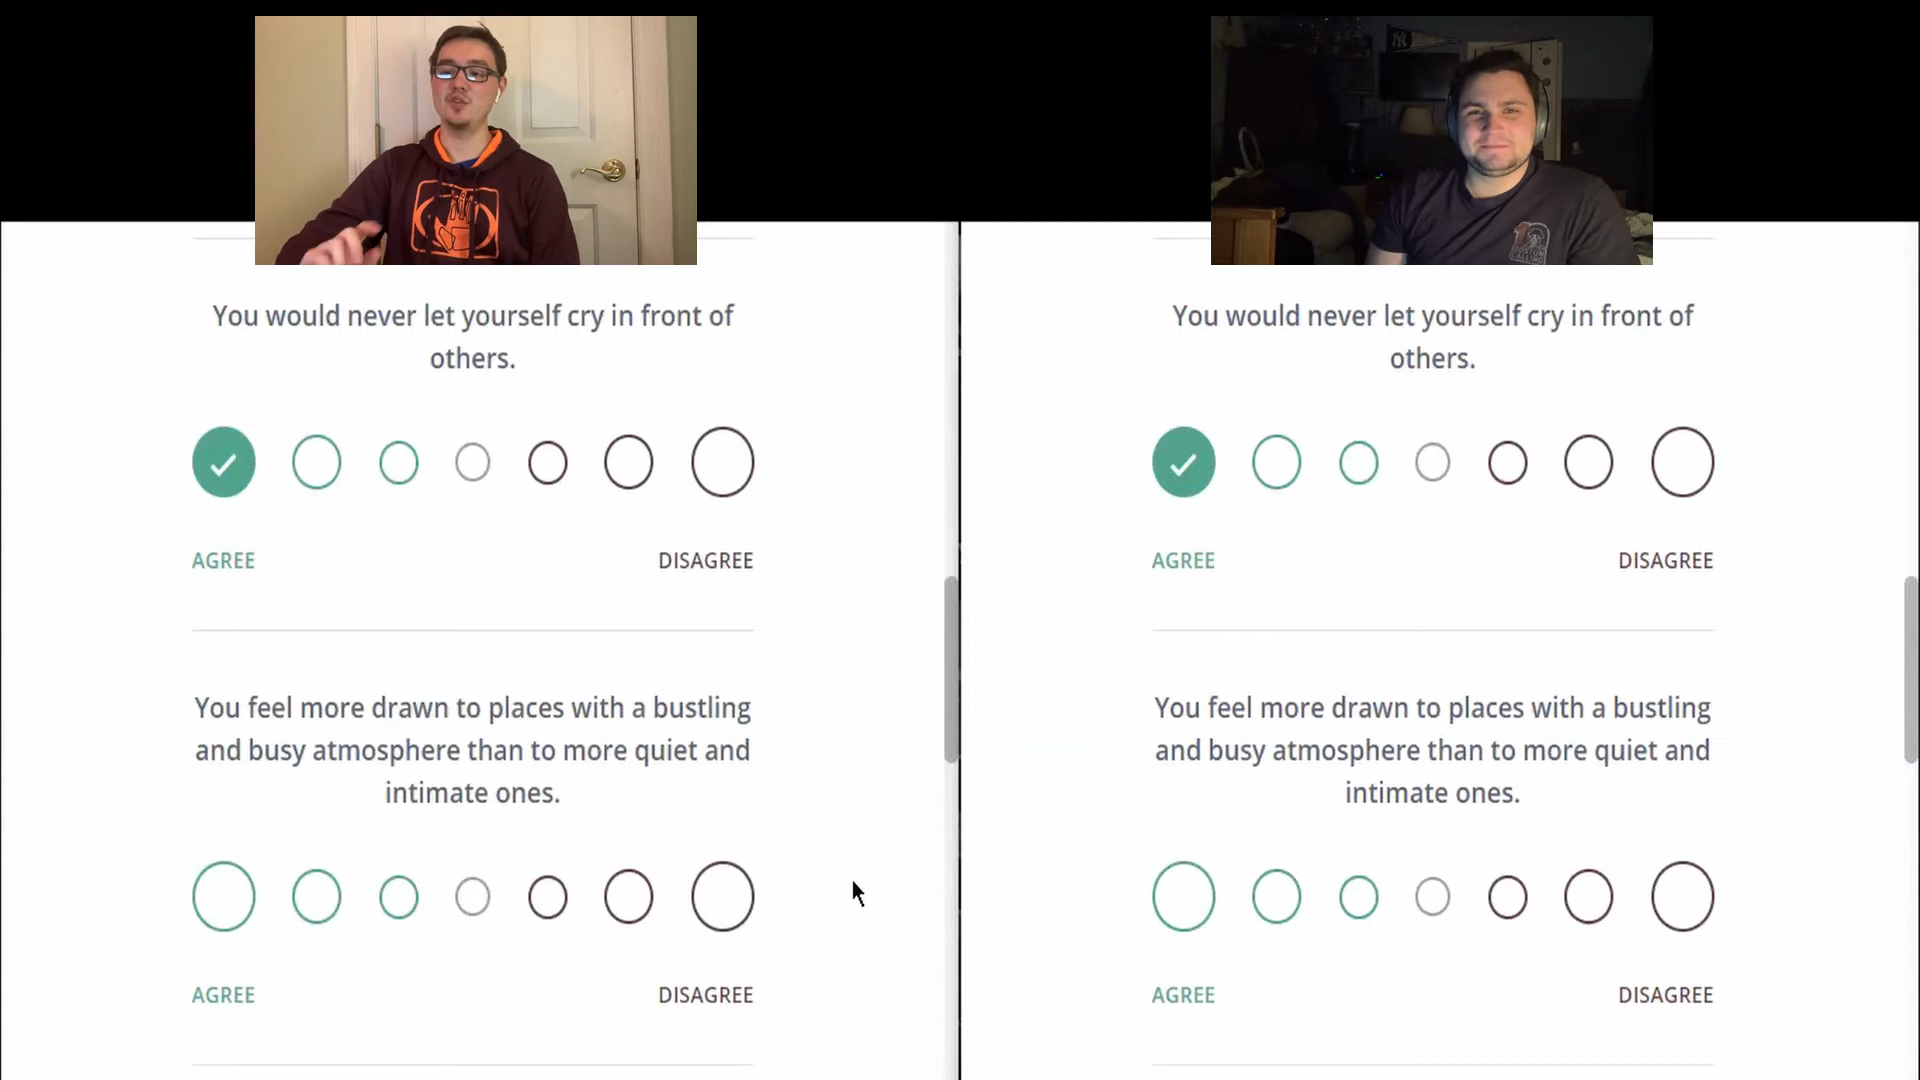 You would never let yourself cry in front of
others.
AGREE
DISAGREE
You feel more drawn to places with a bustling
and busy atmosphere than to more quiet and
intimate ones.
AGREE
DISAGREE
You would never let yourself cry in front of
others.
AGREE
DISAGREE
You feel more drawn to places with a bustling
and busy atmosphere than to more quiet and
intimate ones.
AGREE
DISAGREE